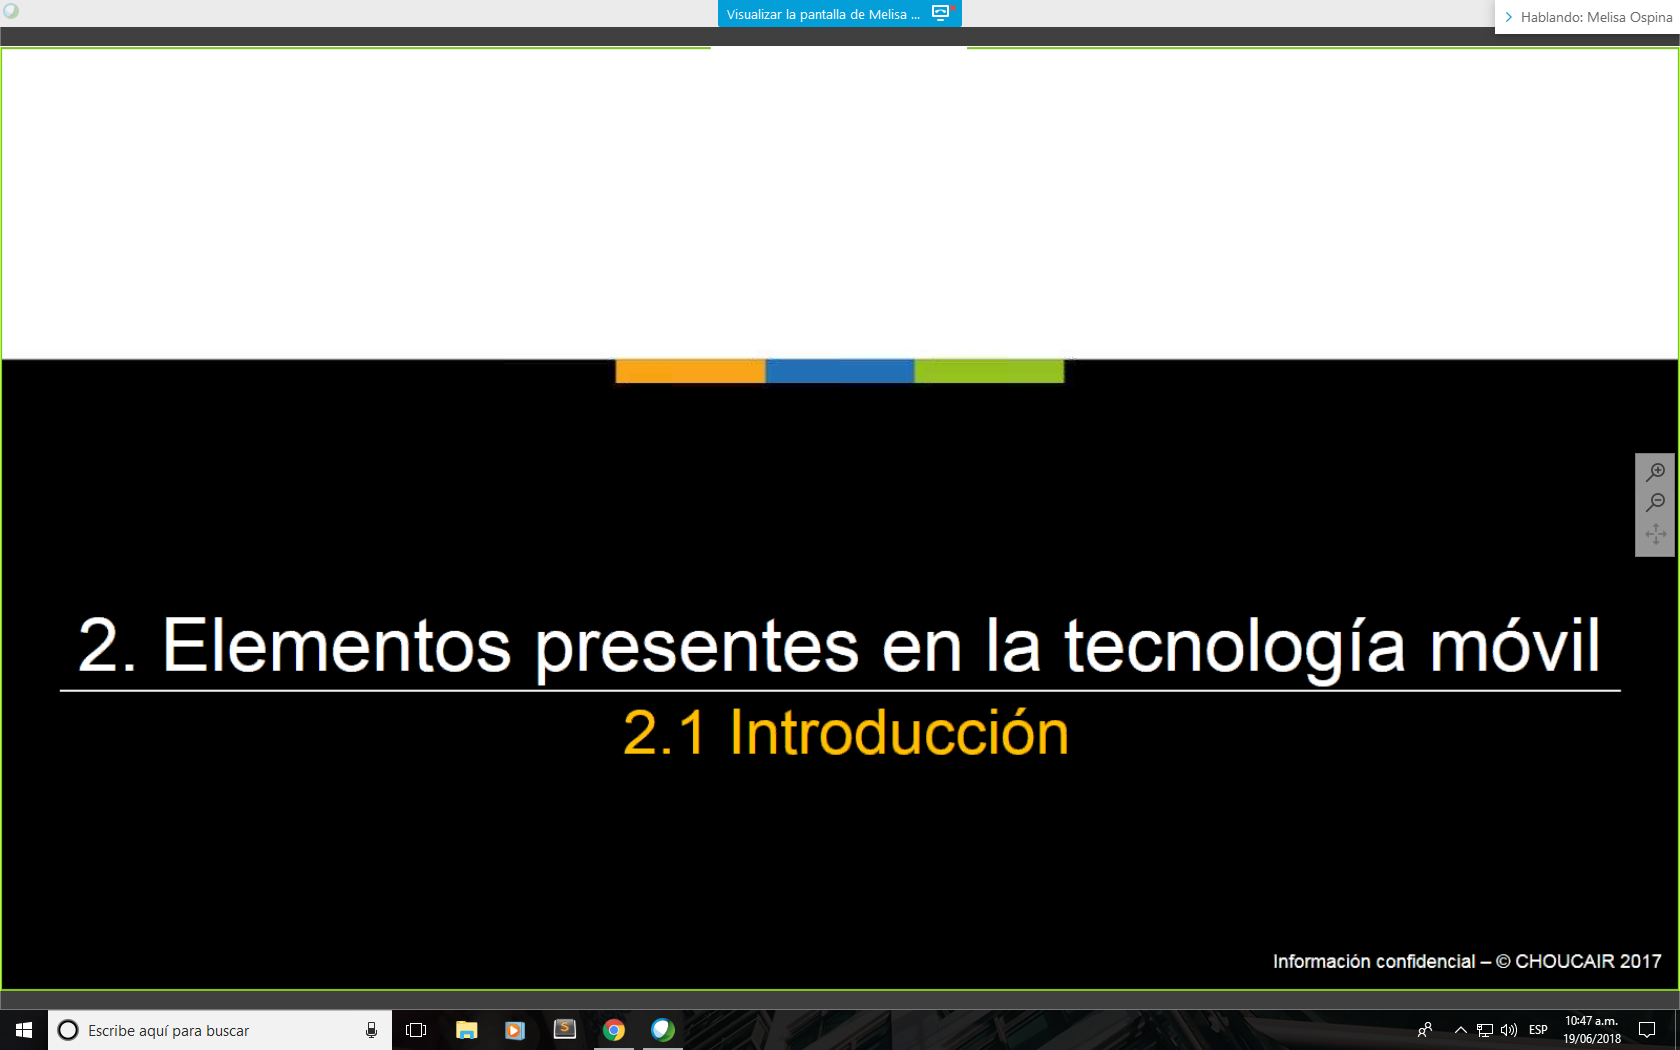 Visualizar la pantalla de Melisa ...
Hablando: Melisa Ospina
2. Elementos presentes en la tecnología móvil
2.1 Introducción
Información confidencial – © CHOUCAIR 2017
Escribe aquí para buscar
S
ESP
10:47 a.m.
19/06/2018